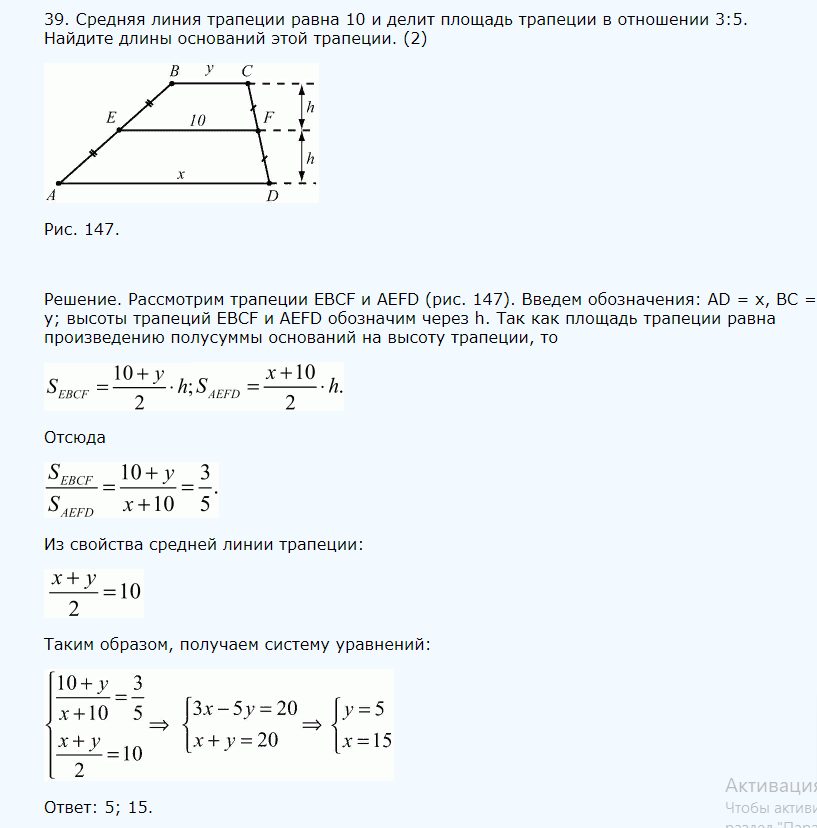 39. Средняя линия трапеции равна 10 и делит площадь трапеции в отношении 3:5.
Найдите длины оснований этой трапеции. (2)
B y C
E 10 F h
h
x
A D
Рис. 147.
Решение. Рассмотрим трапеции EBCF и AEFD (рис. 147). Введем обозначения: AD = x, BC =
y; высоты трапеций EBCF и AEFD обозначим через h. Так как площадь трапеции равна
произведению полусуммы оснований на высоту трапеции, то
S_EBCF = (10 + y)/2 · h; S_AEFD = (x + 10)/2 · h.
Отсюда
S_EBCF/S_AEFD = (10 + y)/(x + 10) = 3/5.
Из свойства средней линии трапеции:
(x + y)/2 = 10
Таким образом, получаем систему уравнений:
{(10 + y)/(x + 10) = 3/5; (x + y)/2 = 10 ⇒ {3x − 5y = 20; x + y = 20 ⇒ {y = 5; x = 15
Ответ: 5; 15.
Активация
Чтобы актив